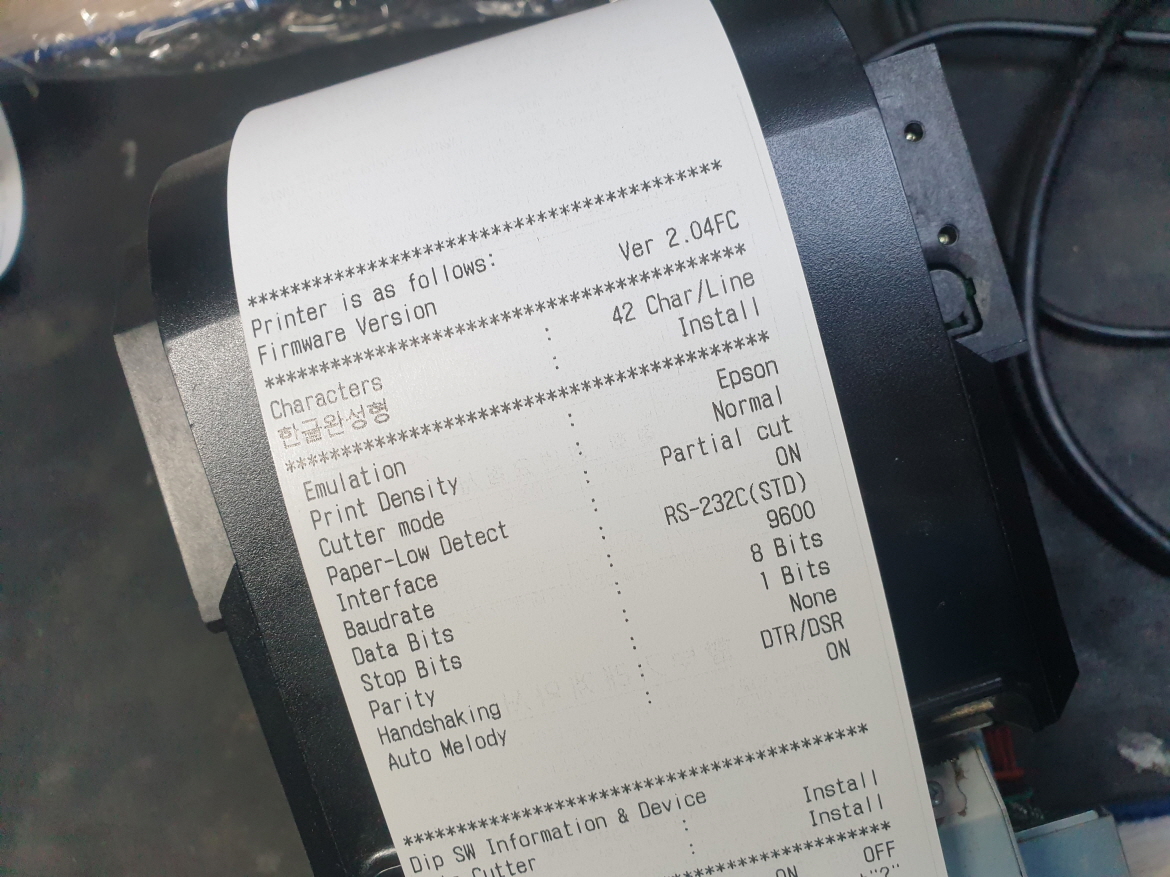 ******************************************
Printer is as follows:
Firmware Version Ver 2.04FC
******************************************
Characters : 42 Char/Line
한글완성형 : Install
******************************************
Emulation : Epson
Print Density : Normal
Cutter mode : Partial cut
Paper-Low Detect : ON
Interface : RS-232C(STD)
Baudrate : 9600
Data Bits : 8 Bits
Stop Bits : 1 Bits
Parity : None
Handshaking : DTR/DSR
Auto Melody : ON
******************************************
Dip SW Information & Device Install
Cutter : Install
******************************************
ON OFF